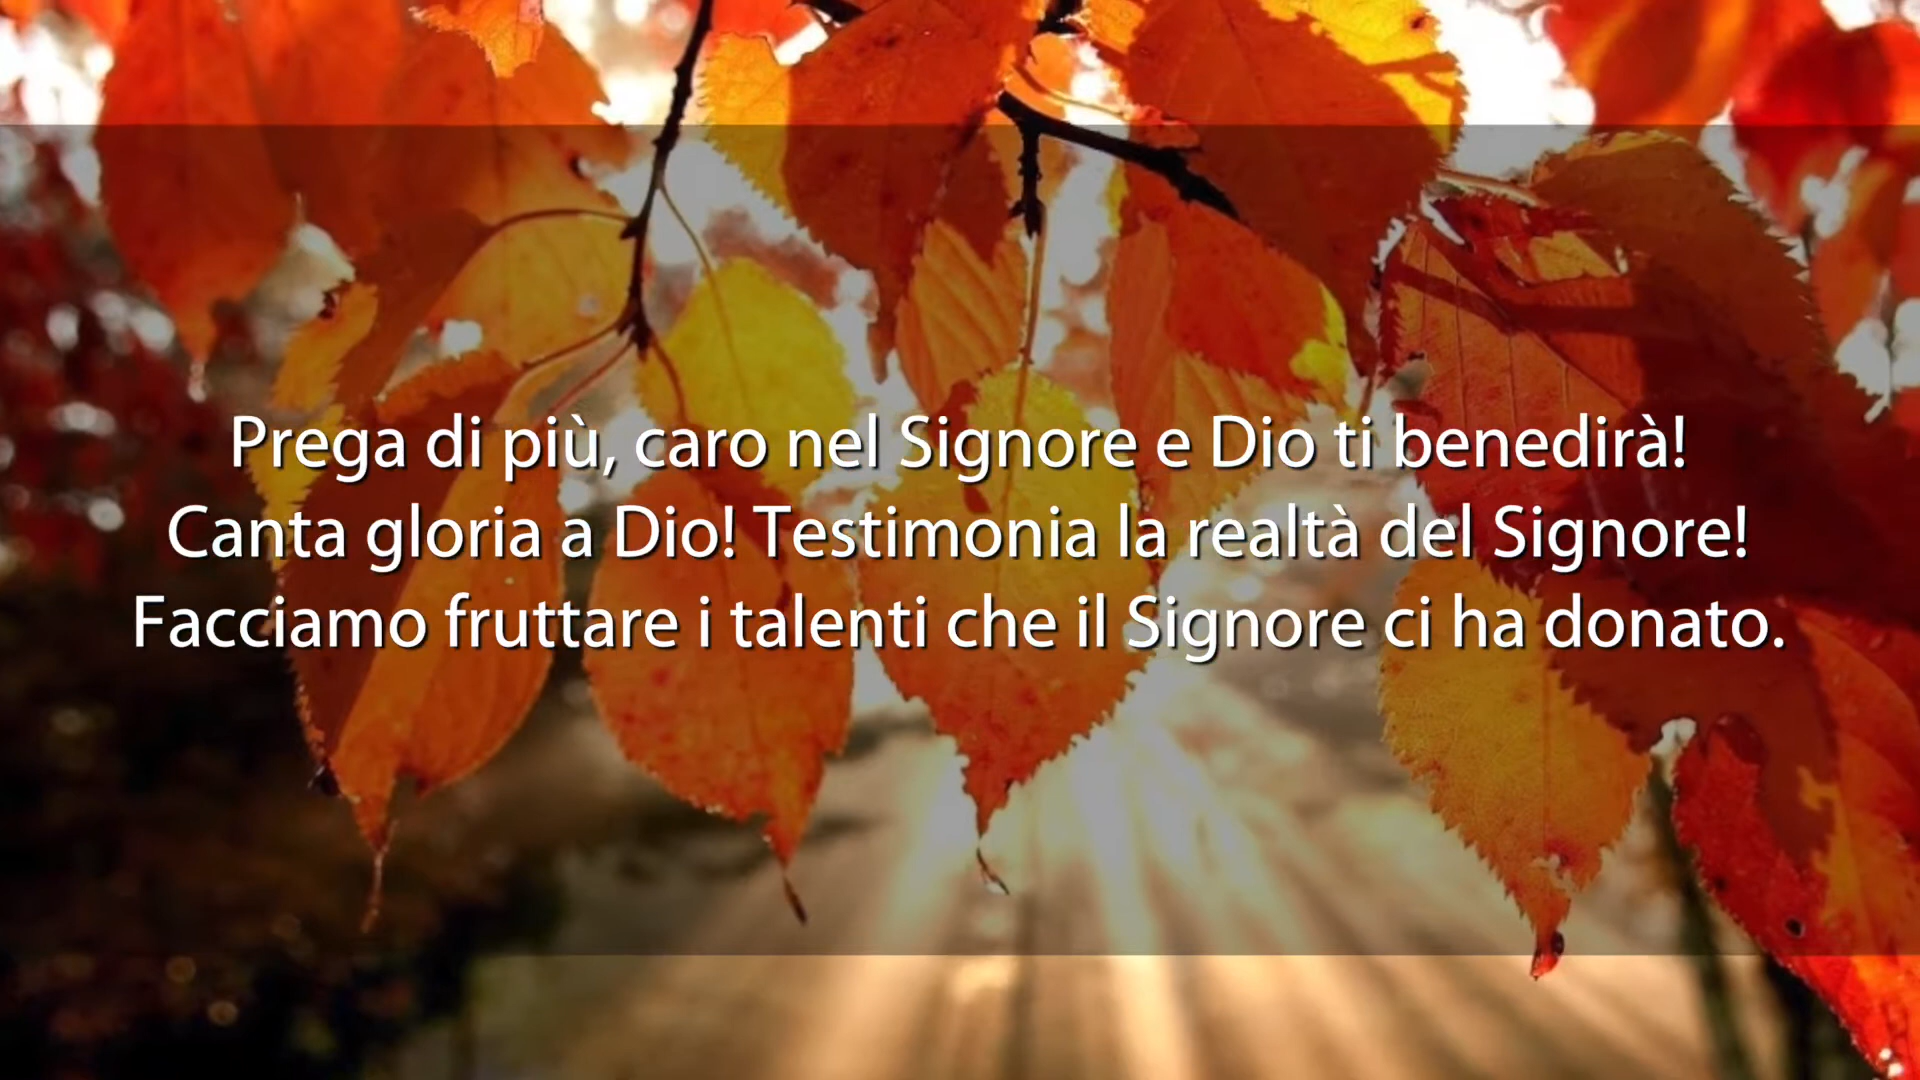 Prega di più, caro nel Signore e Dio ti benedirà!
Canta gloria a Dio! Testimonia la realtà del Signore!
Facciamo fruttare i talenti che il Signore ci ha donato.